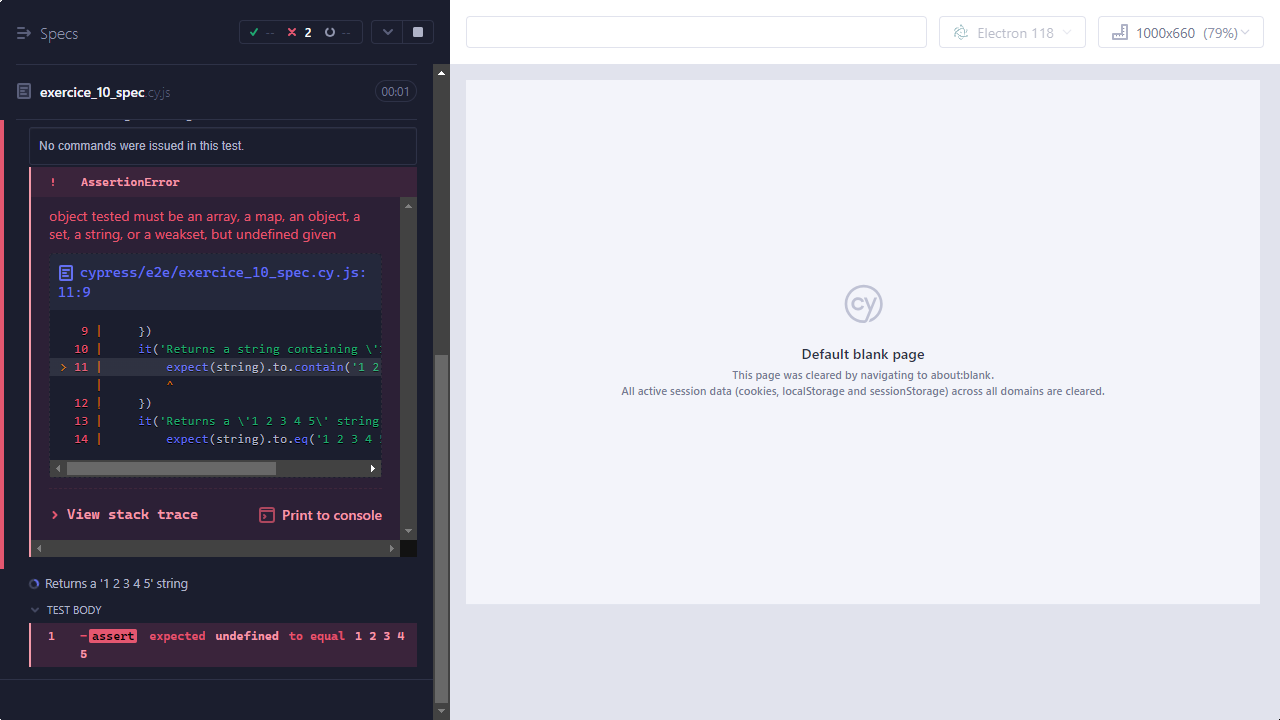 Specs
-- 2 --
exercice_10_spec.cy.js
00:01
No commands were issued in this test.
! AssertionError
object tested must be an array, a map, an object, a
set, a string, or a weakset, but undefined given
cypress/e2e/exercice_10_spec.cy.js:
11:9
9 | })
10 | it('Returns a string containing \'
> 11 | expect(string).to.contain('1 2
| ^
12 | })
13 | it('Returns a \'1 2 3 4 5\' string
14 | expect(string).to.eq('1 2 3 4
> View stack trace
Print to console
Returns a '1 2 3 4 5' string
TEST BODY
1 -assert expected undefined to equal 1 2 3 4
5
Electron 118
1000x660 (79%)
cy
Default blank page
This page was cleared by navigating to about:blank.
All active session data (cookies, localStorage and sessionStorage) across all domains are cleared.